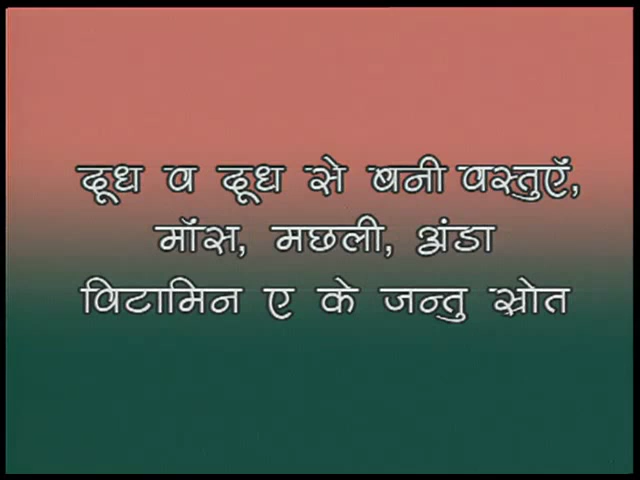 दूध व दूध से बनी वस्तुएँ,
माँस, मछली, अंडा
विटामिन ए के जन्तु स्रोत